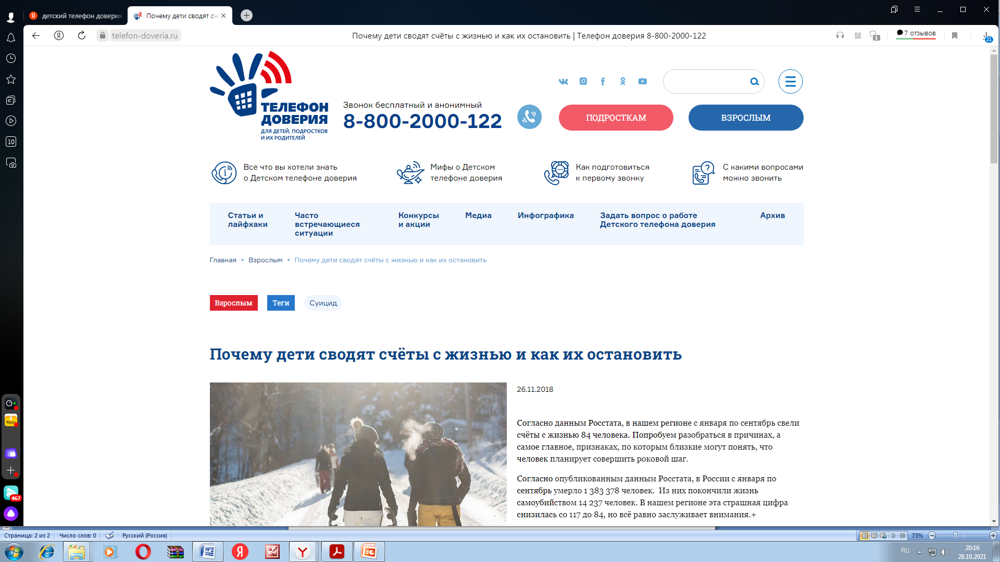 детский телефон доверия
Почему дети сводят сч
telefon-doveria.ru
Почему дети сводят счёты с жизнью и как их остановить | Телефон доверия 8-800-2000-122
1
7 отзывов
21
10
ТЕЛЕФОН
ДОВЕРИЯ
ДЛЯ ДЕТЕЙ, ПОДРОСТКОВ
И ИХ РОДИТЕЛЕЙ
Звонок бесплатный и анонимный
8-800-2000-122
ПОДРОСТКАМ
ВЗРОСЛЫМ
Все что вы хотели знать
о Детском телефоне доверия
Мифы о Детском
телефоне доверия
Как подготовиться
к первому звонку
С какими вопросами
можно звонить
Статьи и
лайфхаки
Часто
встречающиеся
ситуации
Конкурсы
и акции
Медиа
Инфографика
Задать вопрос о работе
Детского телефона доверия
Архив
Главная • Взрослым • Почему дети сводят счёты с жизнью и как их остановить
Взрослым
Теги
Суицид
Почему дети сводят счёты с жизнью и как их остановить
26.11.2018
Согласно данным Росстата, в нашем регионе с января по сентябрь свели
счёты с жизнью 84 человека. Попробуем разобраться в причинах, а
самое главное, признаках, по которым близкие могут понять, что
человек планирует совершить роковой шаг.
Согласно опубликованным данным Росстата, в России с января по
сентябрь умерло 1 383 378 человек. Из них покончили жизнь
самоубийством 14 237 человек. В нашем регионе эта страшная цифра
снизилась со 117 до 84, но всё равно заслуживает внимания.+
Маркет
467
Страница: 2 из 2
Число слов: 0
Русский (Россия)
73%
RU
20:16
28.10.2021